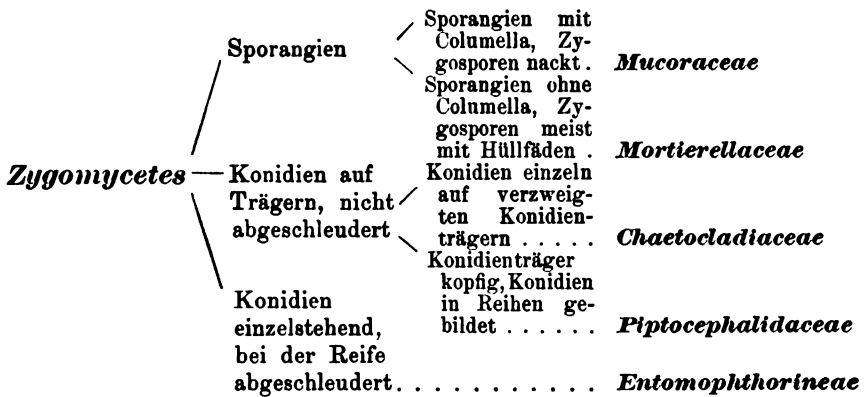 Zygomycetes
Sporangien
Sporangien mit
Columella, Zy-
gosporen nackt. Mucoraceae
Sporangien ohne
Columella, Zy-
gosporen meist
mit Hüllfäden . Mortierellaceae
Konidien auf
Trägern, nicht
abgeschleudert
Konidien einzeln
auf verzweig-
ten Konidien-
trägern . . . . . Chaetocladiaceae
Konidienträger
kopfig, Konidien
in Reihen ge-
bildet . . . . . . Piptocephalidaceae
Konidien
einzelstehend,
bei der Reife
abgeschleudert. . . . . . . . . . . Entomophthorineae